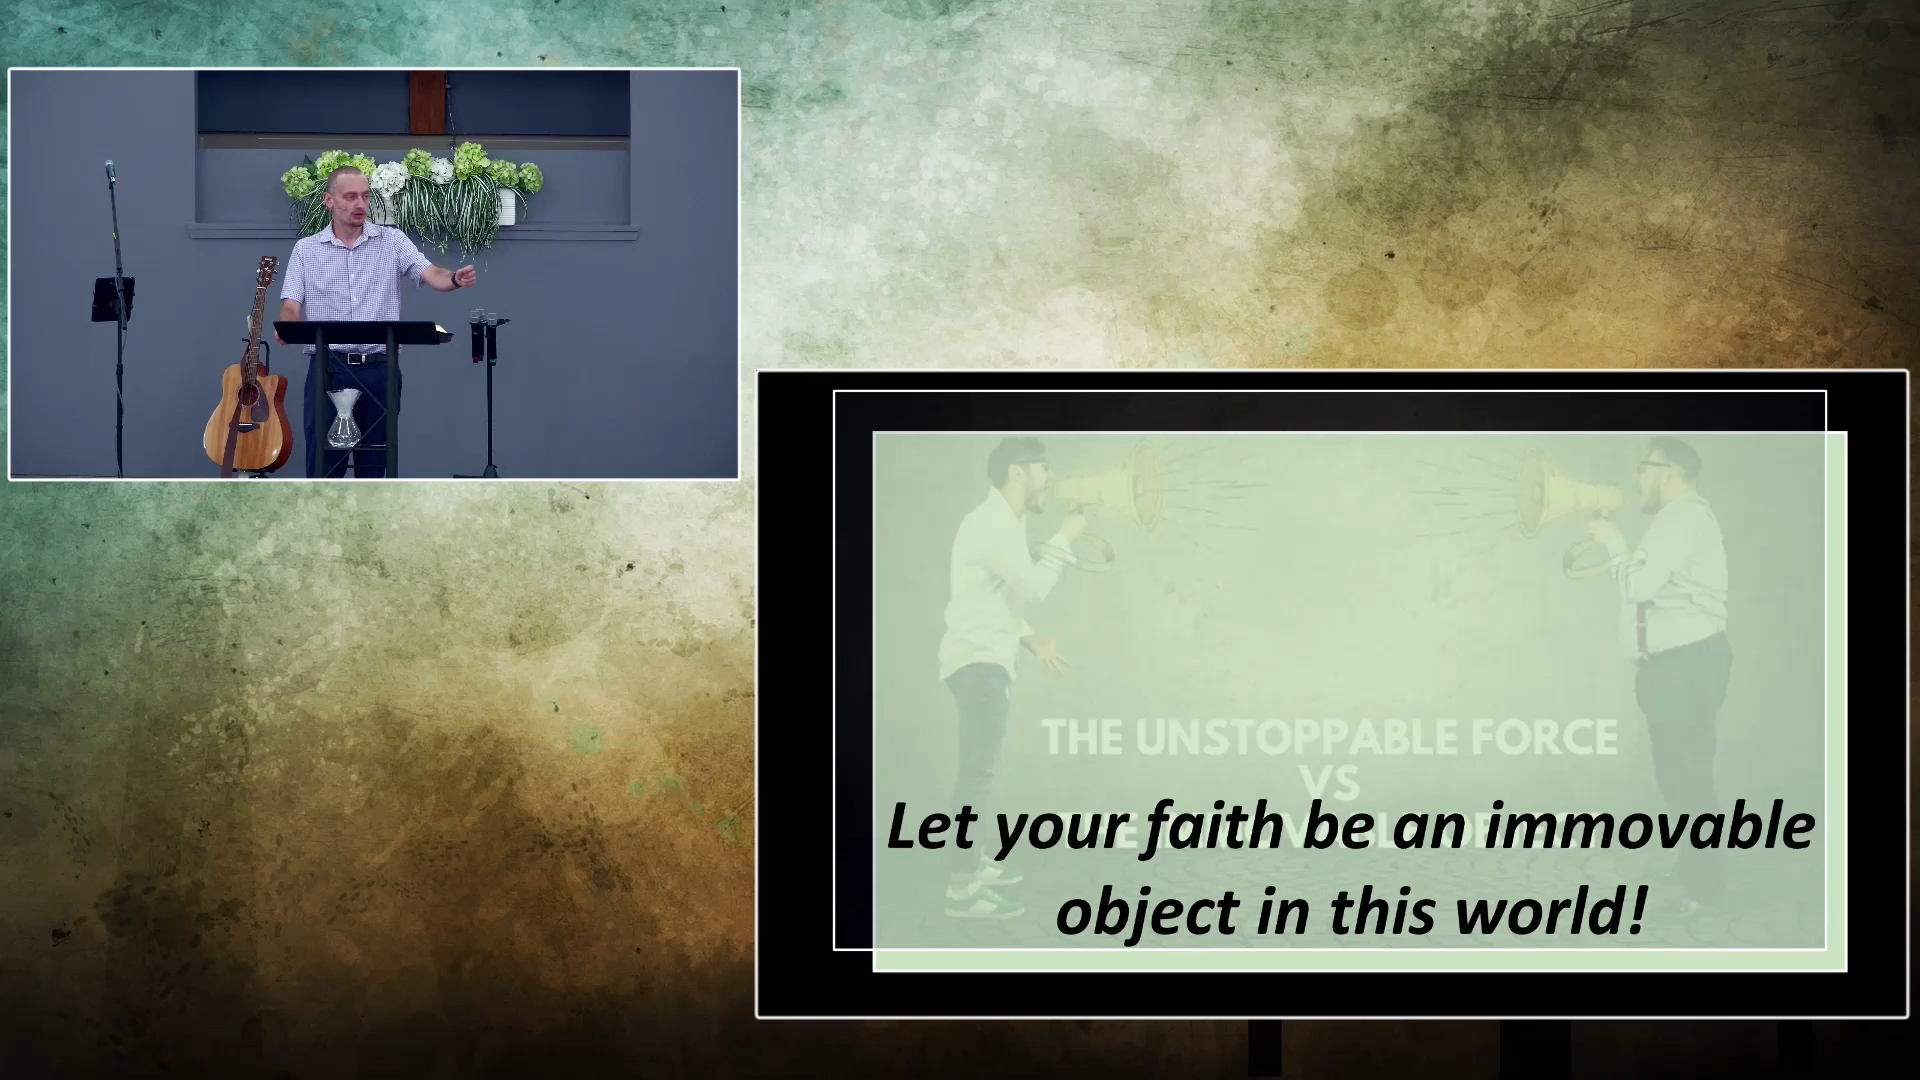 THE UNSTOPPABLE FORCE
VS
Let your faith be an immovable
object in this world!